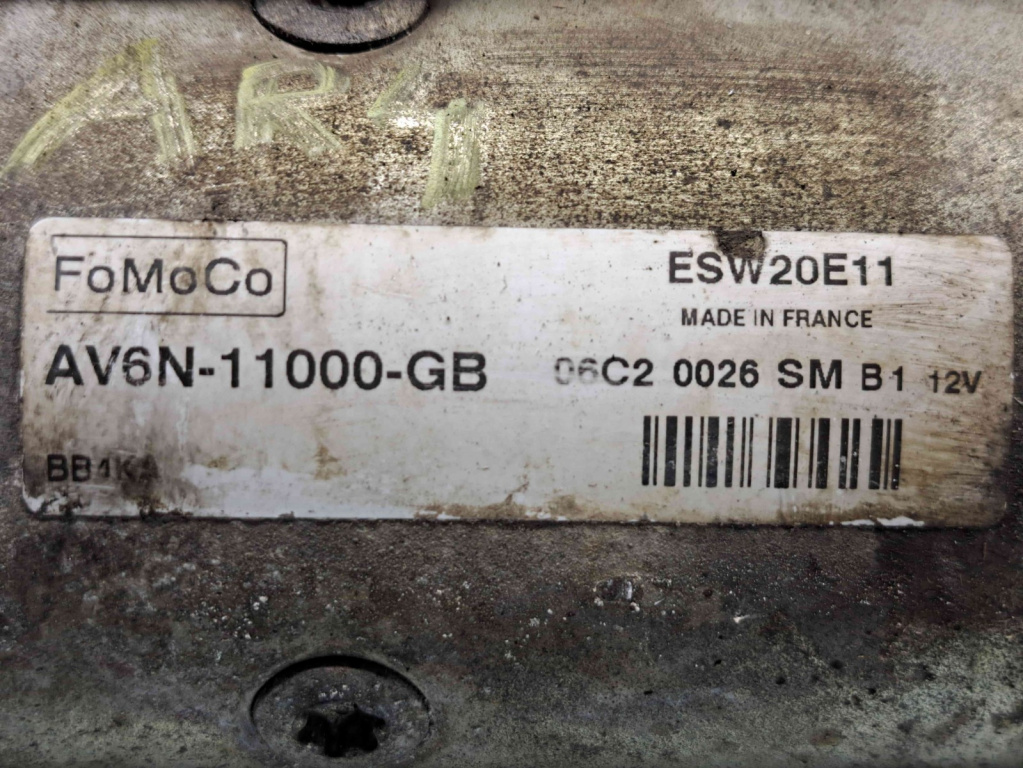 AR1
FoMoCo
ESW20E11
MADE IN FRANCE
AV6N-11000-GB
06C2 0026 SM B1 12V
BB1KA